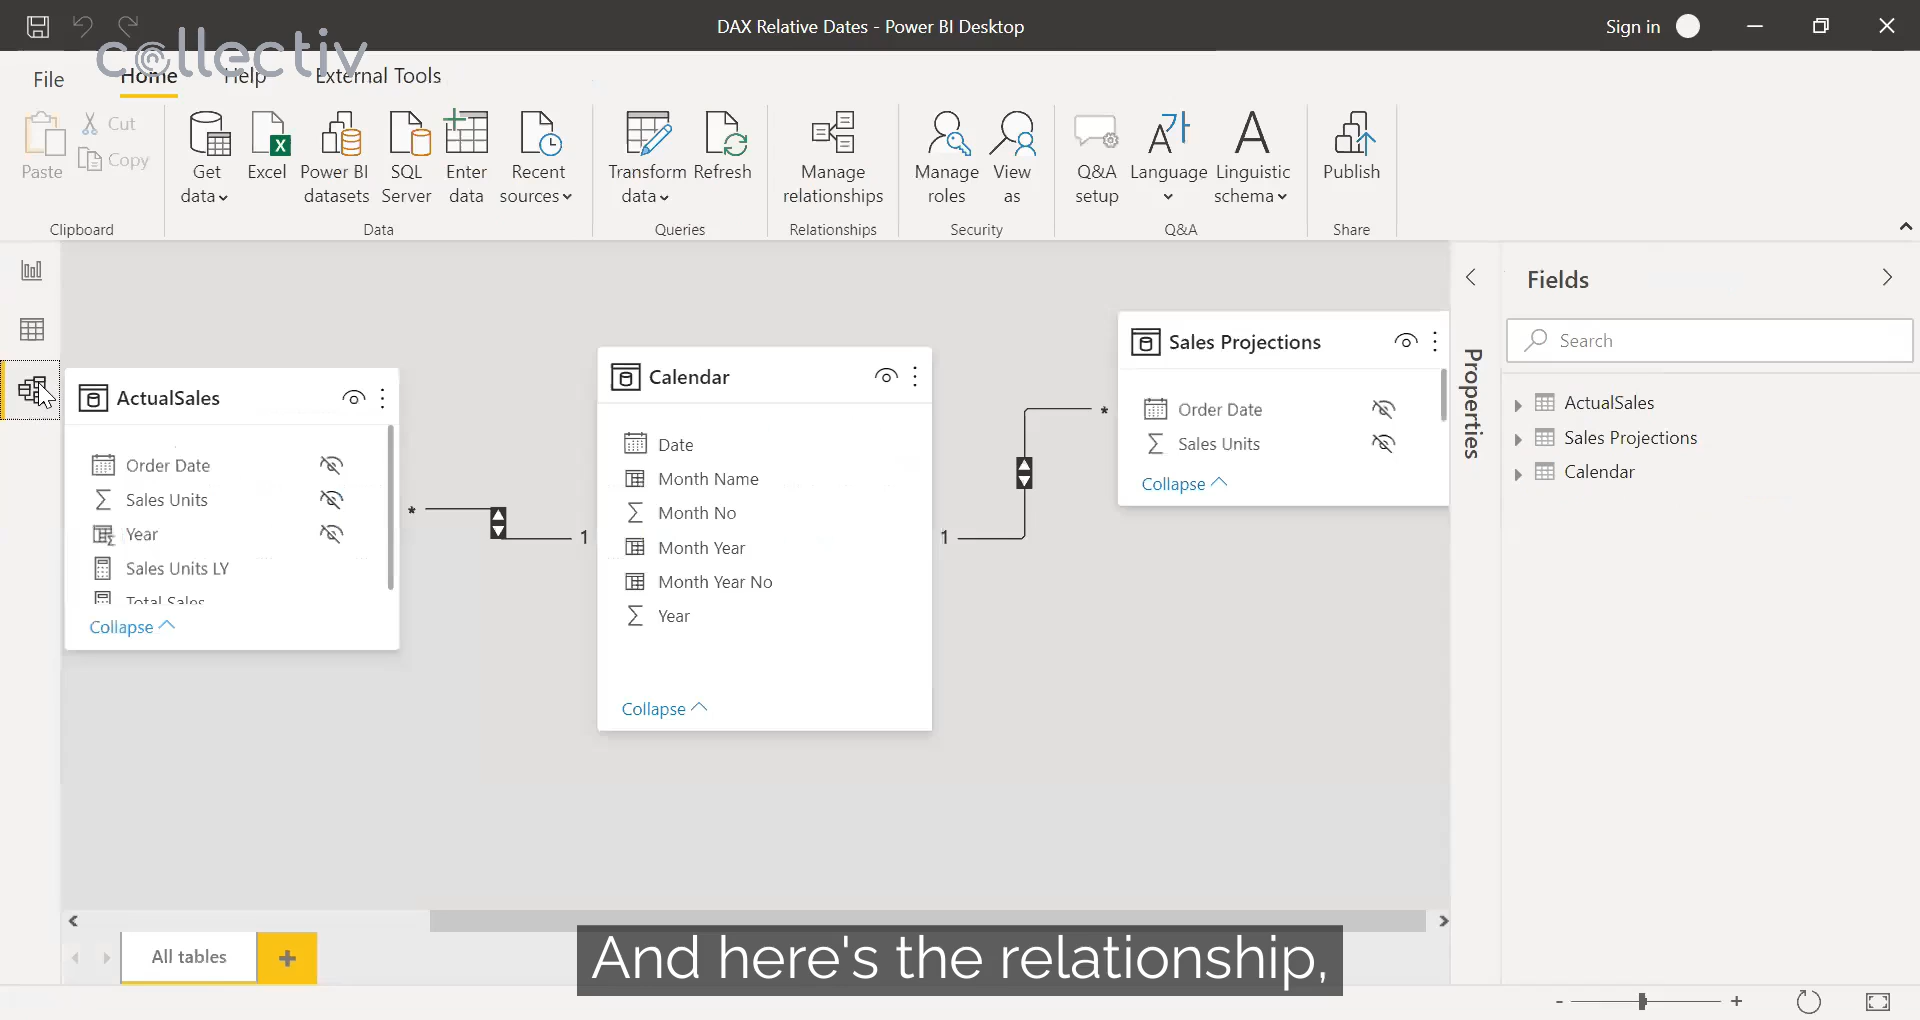 DAX Relative Dates - Power BI Desktop
Sign in
collectiv
File
Home
Help
External Tools
Paste
Cut
Copy
Clipboard
Get
data
Excel
Power BI
datasets
SQL
Server
Enter
data
Recent
sources
Data
Transform
data
Refresh
Queries
Manage
relationships
Relationships
Manage
roles
View
as
Security
Q&A
setup
Language
Linguistic
schema
Q&A
Publish
Share
ActualSales
Order Date
Sales Units
Year
Sales Units LY
Total Sales
Collapse
*
1
Calendar
Date
Month Name
Month No
Month Year
Month Year No
Year
Collapse
1
*
Sales Projections
Order Date
Sales Units
Collapse
Properties
Fields
Search
ActualSales
Sales Projections
Calendar
All tables
+
And here's the relationship,
- +